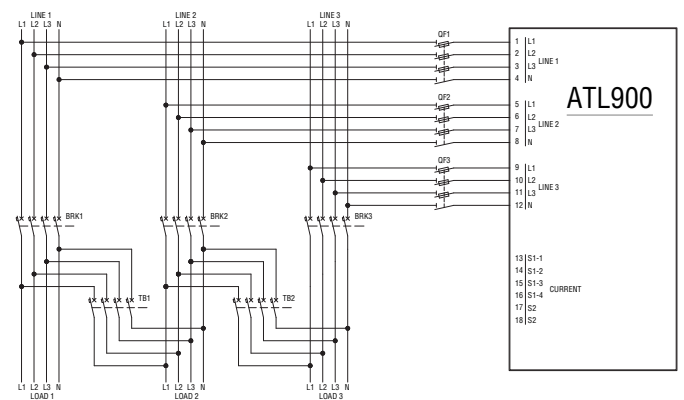 LINE 1 LINE 2 LINE 3
L1 L2 L3 N L1 L2 L3 N L1 L2 L3 N
QF1
1 L1
2 L2
3 L3
4 N
LINE 1
QF2
5 L1
6 L2
7 L3
8 N
LINE 2
ATL900
QF3
9 L1
10 L2
11 L3
12 N
LINE 3
BRK1 BRK2 BRK3
13 S1-1
14 S1-2
15 S1-3
16 S1-4
17 S2
18 S2
CURRENT
TB1 TB2
L1 L2 L3 N L1 L2 L3 N L1 L2 L3 N
LOAD 1 LOAD 2 LOAD 3